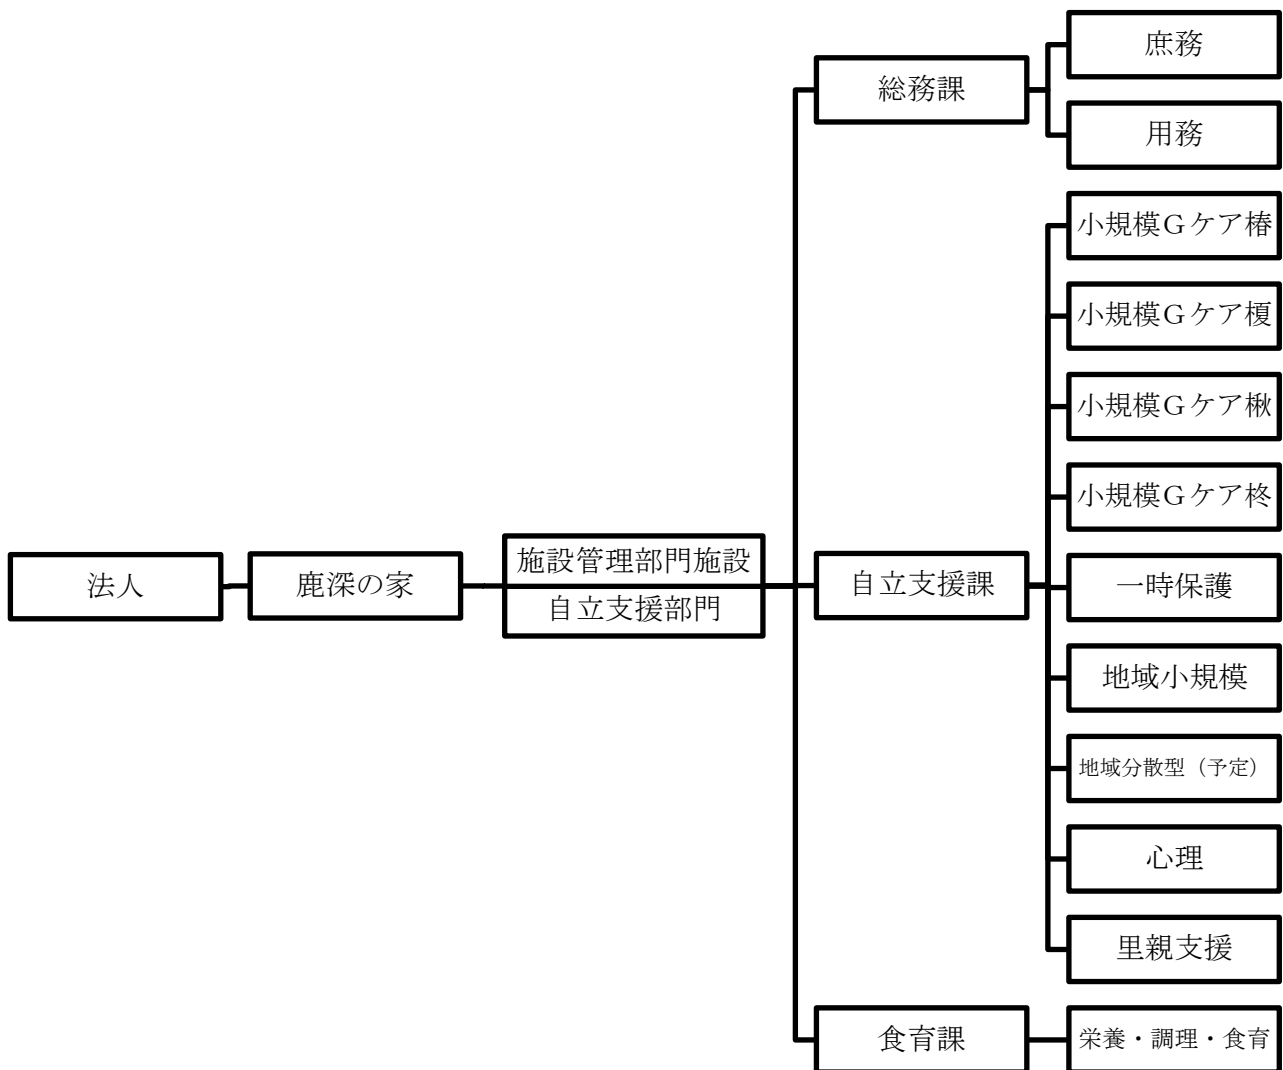 法人
鹿深の家
施設管理部門施設
自立支援部門
総務課
庶務
用務
自立支援課
小規模Gケア椿
小規模Gケア榎
小規模Gケア楸
小規模Gケア柊
一時保護
地域小規模
地域分散型（予定）
心理
里親支援
食育課
栄養・調理・食育